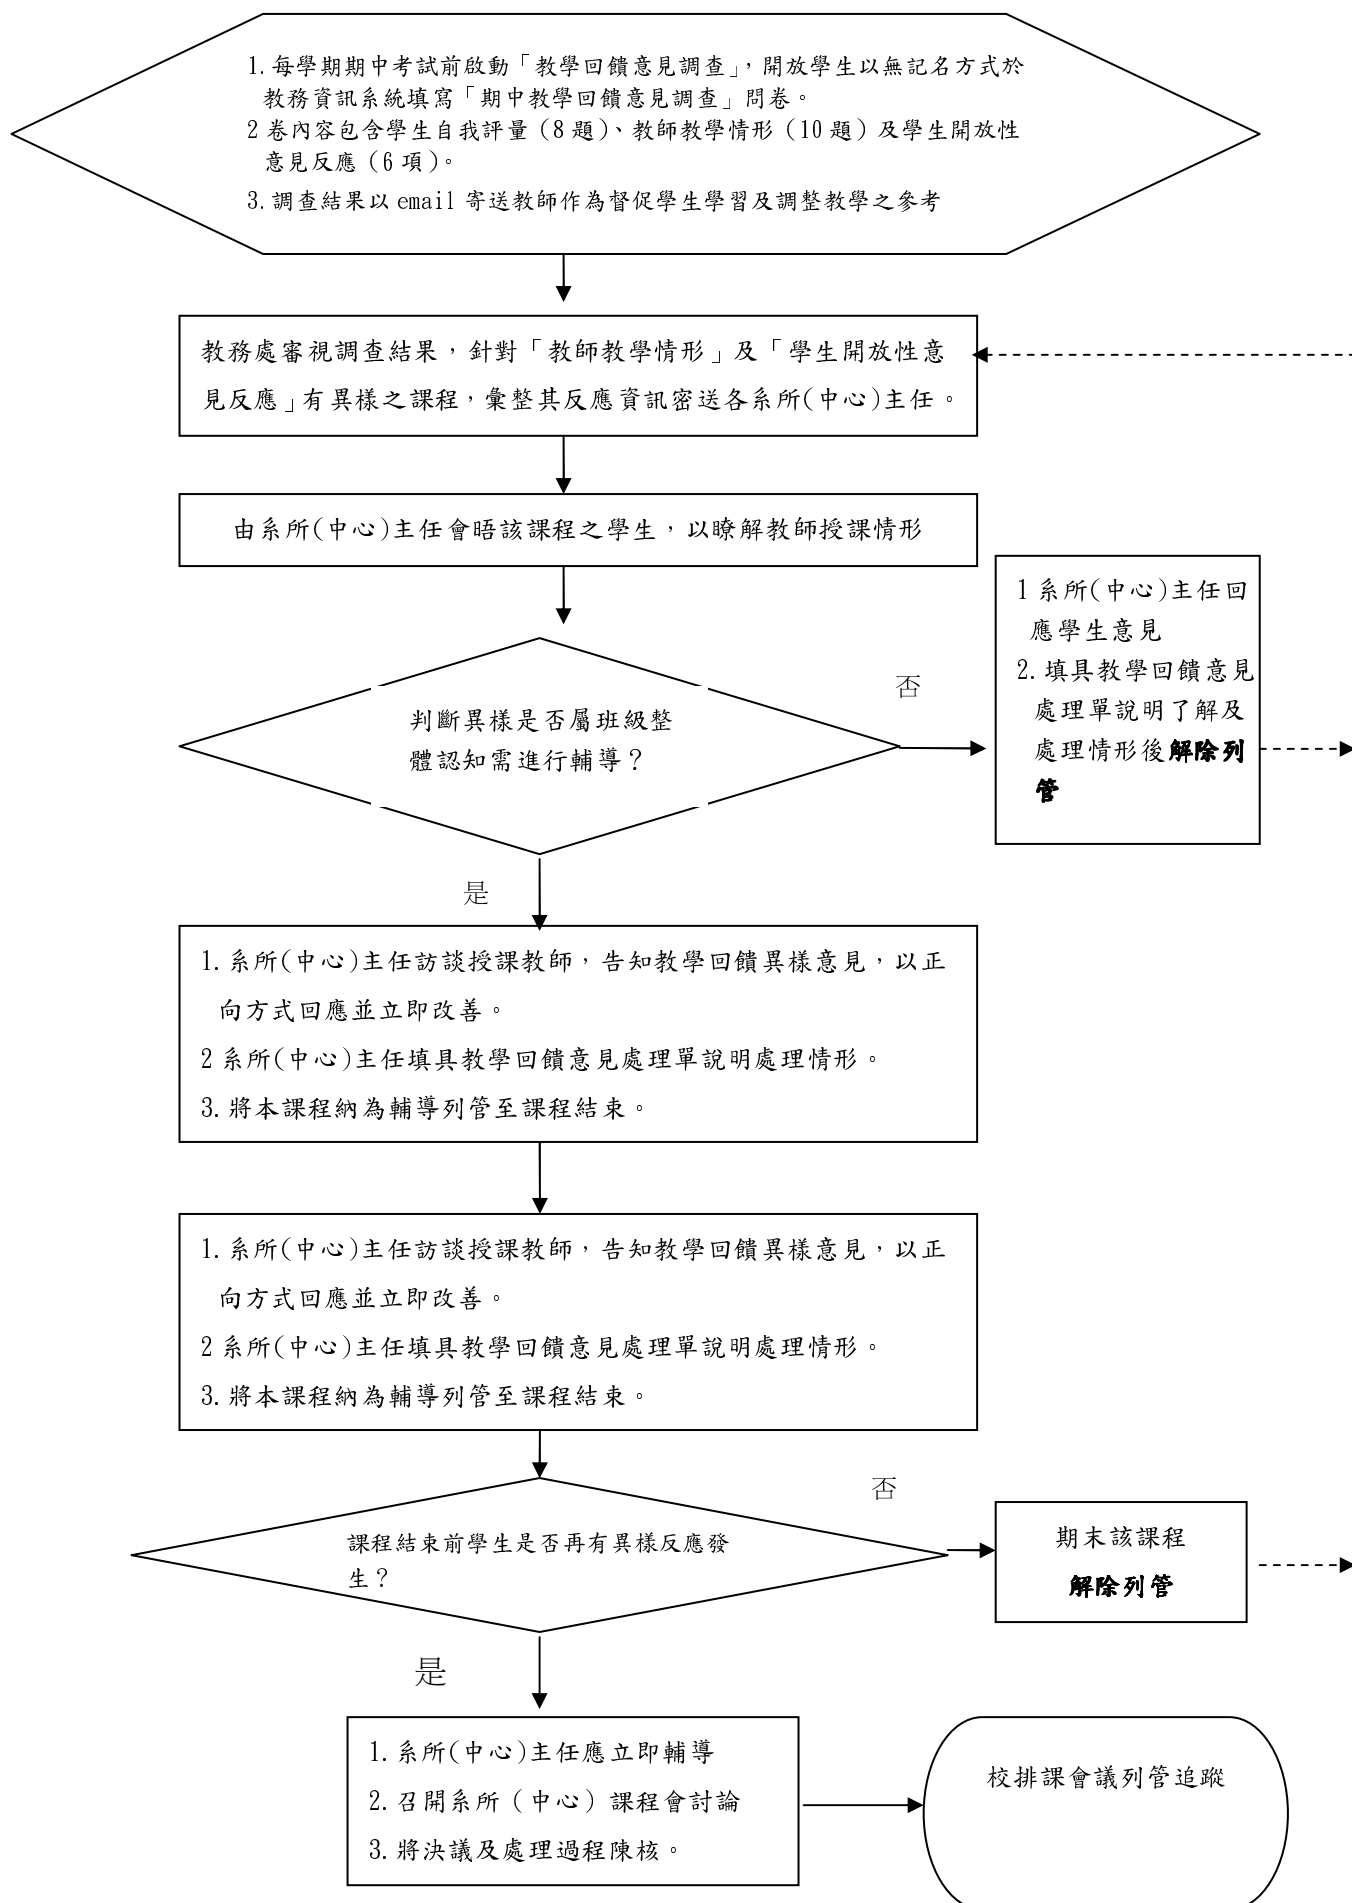 1.每學期期中考試前啟動「教學回饋意見調查」，開放學生以無記名方式於
教務資訊系統填寫「期中教學回饋意見調查」問卷。
2卷內容包含學生自我評量（8題）、教師教學情形（10題）及學生開放性
意見反應（6項）。
3.調查結果以email寄送教師作為督促學生學習及調整教學之參考
教務處審視調查結果，針對「教師教學情形」及「學生開放性意
見反應」有異樣之課程，彙整其反應資訊密送各系所(中心)主任。
由系所(中心)主任會晤該課程之學生，以瞭解教師授課情形
判斷異樣是否屬班級整
體認知需進行輔導？
否
1系所(中心)主任回
應學生意見
2.填具教學回饋意見
處理單說明了解及
處理情形後解除列
管
是
1.系所(中心)主任訪談授課教師，告知教學回饋異樣意見，以正
向方式回應並立即改善。
2系所(中心)主任填具教學回饋意見處理單說明處理情形。
3.將本課程納為輔導列管至課程結束。
1.系所(中心)主任訪談授課教師，告知教學回饋異樣意見，以正
向方式回應並立即改善。
2系所(中心)主任填具教學回饋意見處理單說明處理情形。
3.將本課程納為輔導列管至課程結束。
課程結束前學生是否再有異樣反應發
生？
否
期末該課程
解除列管
是
1.系所(中心)主任應立即輔導
2.召開系所（中心）課程會討論
3.將決議及處理過程陳核。
校排課會議列管追蹤